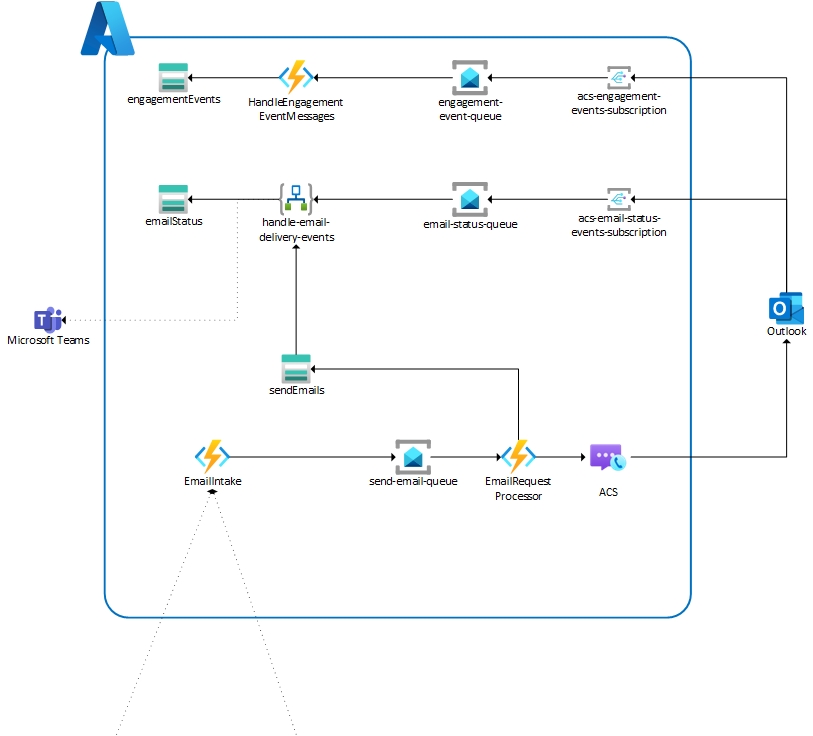 engagementEvents
HandleEngagement
EventMessages
engagement-
event-queue
acs-engagement-
events-subscription
emailStatus
handle-email-
delivery-events
email-status-queue
acs-email-status-
events-subscription
Microsoft Teams
Outlook
sendEmails
EmailIntake
send-email-queue
EmailRequest
Processor
ACS